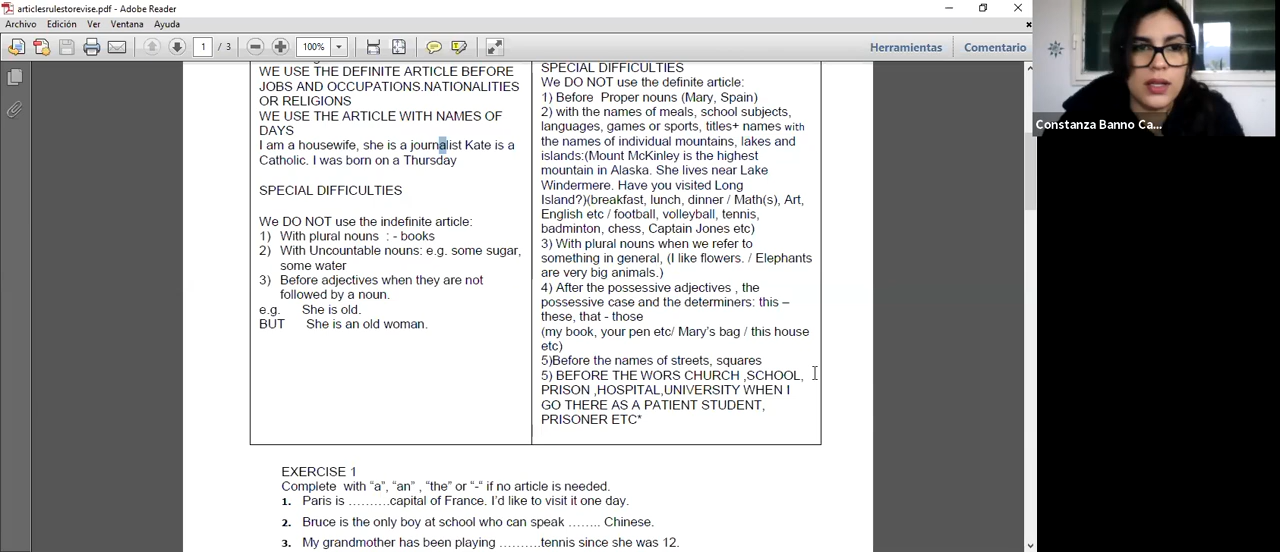 articlesrulestorevise.pdf - Adobe Reader
Archivo Edición Ver Ventana Ayuda
1 / 3 100% Herramientas Comentario
WE USE THE DEFINITE ARTICLE BEFORE
JOBS AND OCCUPATIONS.NATIONALITIES
OR RELIGIONS
WE USE THE ARTICLE WITH NAMES OF
DAYS
I am a housewife, she is a journalist Kate is a
Catholic. I was born on a Thursday
SPECIAL DIFFICULTIES
We DO NOT use the indefinite article:
1) With plural nouns : - books
2) With Uncountable nouns: e.g. some sugar,
some water
3) Before adjectives when they are not
followed by a noun.
e.g. She is old.
BUT She is an old woman.
SPECIAL DIFFICULTIES
We DO NOT use the definite article:
1) Before Proper nouns (Mary, Spain)
2) with the names of meals, school subjects,
languages, games or sports, titles+ names with
the names of individual mountains, lakes and
islands:(Mount McKinley is the highest
mountain in Alaska. She lives near Lake
Windermere. Have you visited Long
Island?)(breakfast, lunch, dinner / Math(s), Art,
English etc / football, volleyball, tennis,
badminton, chess, Captain Jones etc)
3) With plural nouns when we refer to
something in general, (I like flowers. / Elephants
are very big animals.)
4) After the possessive adjectives , the
possessive case and the determiners: this –
these, that - those
(my book, your pen etc/ Mary's bag / this house
etc)
5)Before the names of streets, squares
5) BEFORE THE WORS CHURCH ,SCHOOL,
PRISON ,HOSPITAL,UNIVERSITY WHEN I
GO THERE AS A PATIENT STUDENT,
PRISONER ETC*
EXERCISE 1
Complete with “a”, “an” , “the” or “-“ if no article is needed.
1. Paris is ……….capital of France. I’d like to visit it one day.
2. Bruce is the only boy at school who can speak …….. Chinese.
3. My grandmother has been playing ……….tennis since she was 12.
Constanza Banno Ca...